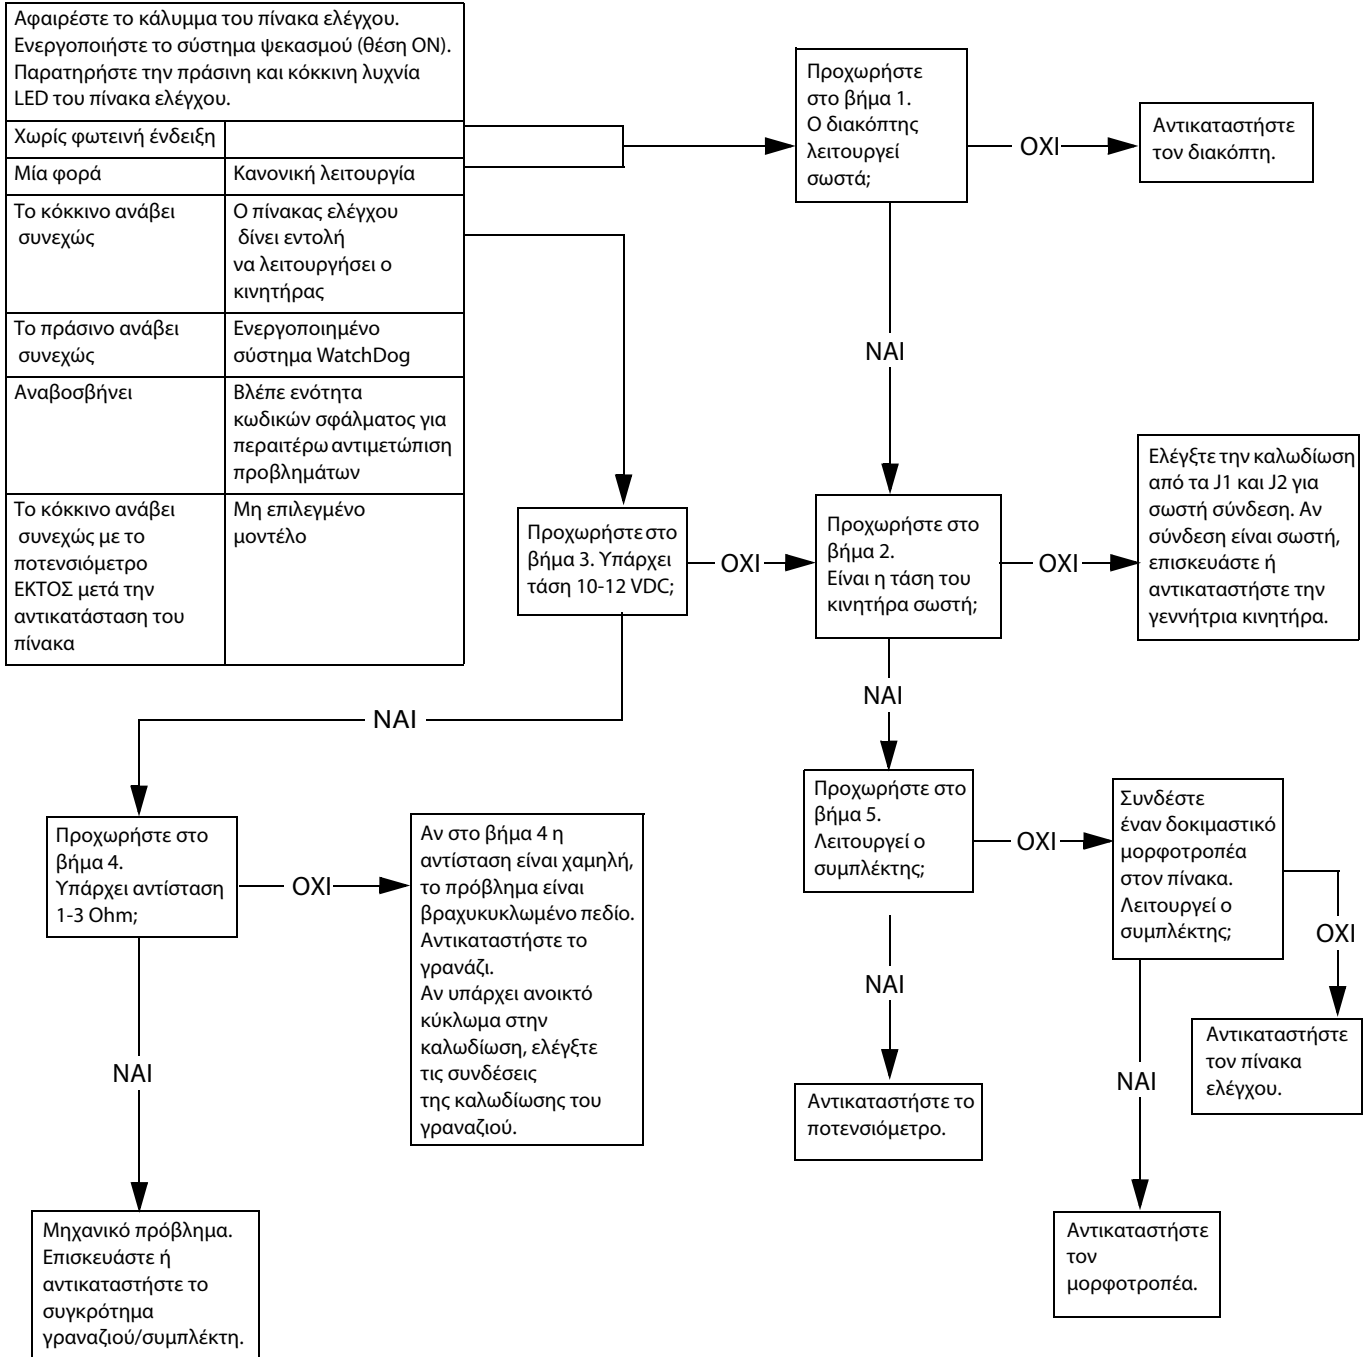 Αφαιρέστε το κάλυμμα του πίνακα ελέγχου.
Ενεργοποιήστε το σύστημα ψεκασμού (θέση ON).
Παρατηρήστε την πράσινη και κόκκινη λυχνία
LED του πίνακα ελέγχου.
Χωρίς φωτεινή ένδειξη
Μία φορά
Κανονική λειτουργία
Το κόκκινο ανάβει
συνεχώς
Ο πίνακας ελέγχου
δίνει εντολή
να λειτουργήσει ο
κινητήρας
Το πράσινο ανάβει
συνεχώς
Ενεργοποιημένο
σύστημα WatchDog
Αναβοσβήνει
Βλέπε ενότητα
κωδικών σφάλματος για
περαιτέρω αντιμετώπιση
προβλημάτων
Το κόκκινο ανάβει
συνεχώς με το
ποτενσιόμετρο
ΕΚΤΟΣ μετά την
αντικατάσταση του
πίνακα
Μη επιλεγμένο
μοντέλο
Προχωρήστε
στο βήμα 1.
Ο διακόπτης
λειτουργεί
σωστά;
ΟΧΙ
Αντικαταστήστε
τον διακόπτη.
ΝΑΙ
Προχωρήστε στο
βήμα 3. Υπάρχει
τάση 10-12 VDC;
ΟΧΙ
Προχωρήστε στο
βήμα 2.
Είναι η τάση του
κινητήρα σωστή;
ΟΧΙ
Ελέγξτε την καλωδίωση
από τα J1 και J2 για
σωστή σύνδεση. Αν
σύνδεση είναι σωστή,
επισκευάστε ή
αντικαταστήστε την
γεννήτρια κινητήρα.
ΝΑΙ
ΝΑΙ
Προχωρήστε στο
βήμα 4.
Υπάρχει αντίσταση
1-3 Ohm;
ΟΧΙ
Αν στο βήμα 4 η
αντίσταση είναι χαμηλή,
το πρόβλημα είναι
βραχυκυκλωμένο πεδίο.
Αντικαταστήστε το
γρανάζι.
Αν υπάρχει ανοικτό
κύκλωμα στην
καλωδίωση, ελέγξτε
τις συνδέσεις
της καλωδίωσης του
γραναζιού.
Προχωρήστε στο
βήμα 5.
Λειτουργεί ο
συμπλέκτης;
ΟΧΙ
Συνδέστε
έναν δοκιμαστικό
μορφοτροπέα
στον πίνακα.
Λειτουργεί ο
συμπλέκτης;
ΟΧΙ
ΝΑΙ
Αντικαταστήστε
τον πίνακα
ελέγχου.
ΝΑΙ
ΝΑΙ
Αντικαταστήστε το
ποτενσιόμετρο.
Μηχανικό πρόβλημα.
Επισκευάστε ή
αντικαταστήστε το
συγκρότημα
γραναζιού/συμπλέκτη.
Αντικαταστήστε
τον
μορφοτροπέα.